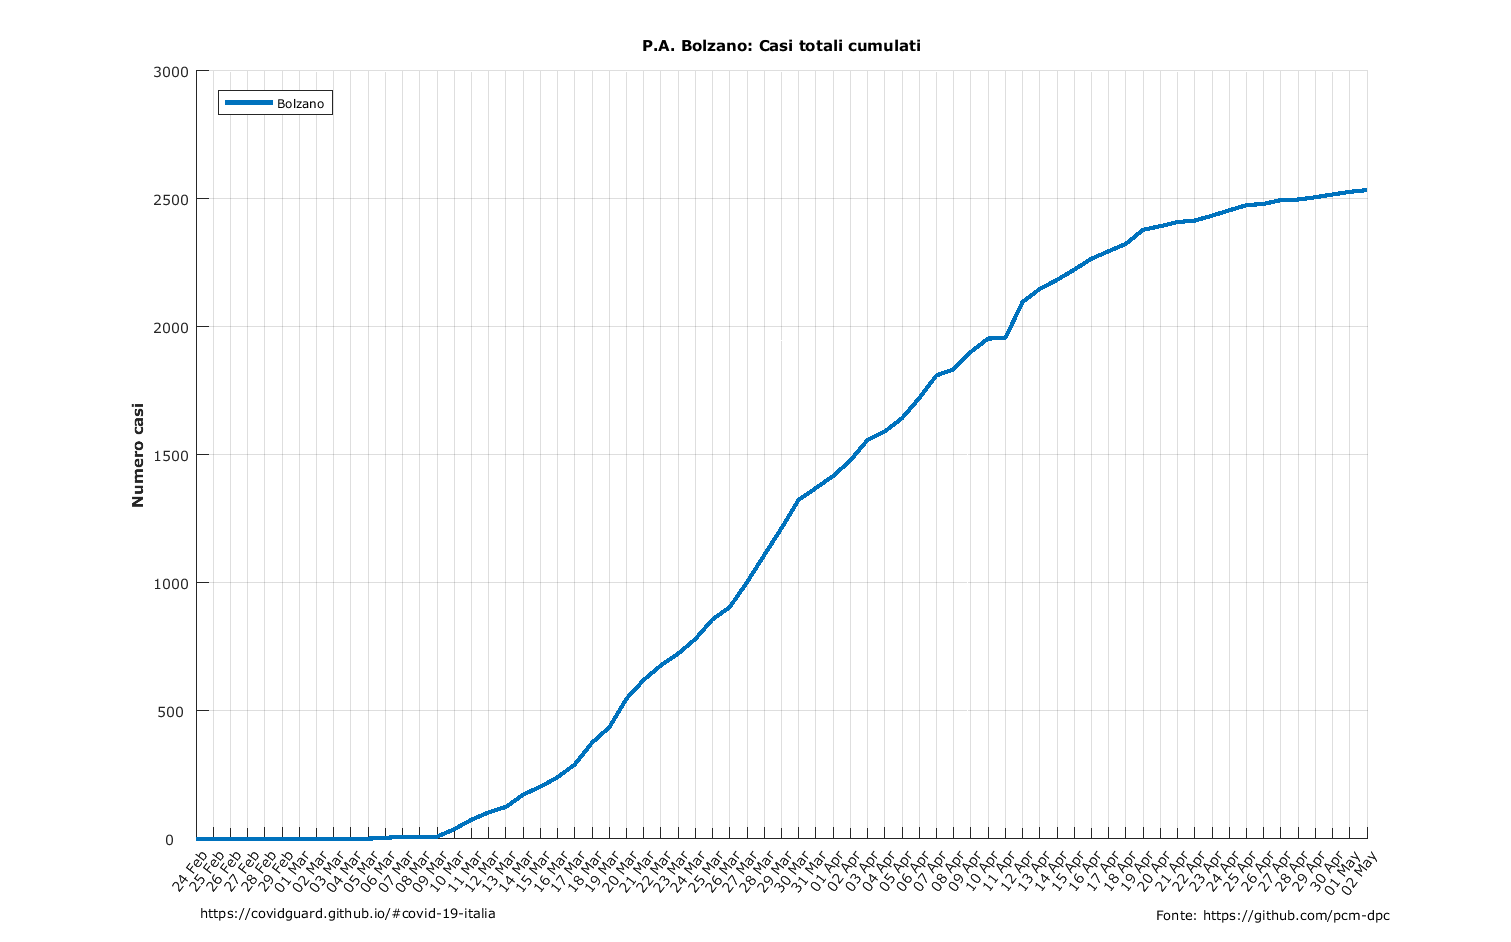 P.A. Bolzano: Casi totali cumulati
Bolzano
Numero casi
3000
2500
2000
1500
1000
500
0
24 Feb
25 Feb
26 Feb
27 Feb
28 Feb
29 Feb
01 Mar
02 Mar
03 Mar
04 Mar
05 Mar
06 Mar
07 Mar
08 Mar
09 Mar
10 Mar
11 Mar
12 Mar
13 Mar
14 Mar
15 Mar
16 Mar
17 Mar
18 Mar
19 Mar
20 Mar
21 Mar
22 Mar
23 Mar
24 Mar
25 Mar
26 Mar
27 Mar
28 Mar
29 Mar
30 Mar
31 Mar
01 Apr
02 Apr
03 Apr
04 Apr
05 Apr
06 Apr
07 Apr
08 Apr
09 Apr
10 Apr
11 Apr
12 Apr
13 Apr
14 Apr
15 Apr
16 Apr
17 Apr
18 Apr
19 Apr
20 Apr
21 Apr
22 Apr
23 Apr
24 Apr
25 Apr
26 Apr
27 Apr
28 Apr
29 Apr
30 Apr
01 May
02 May
https://covidguard.github.io/#covid-19-italia
Fonte: https://github.com/pcm-dpc